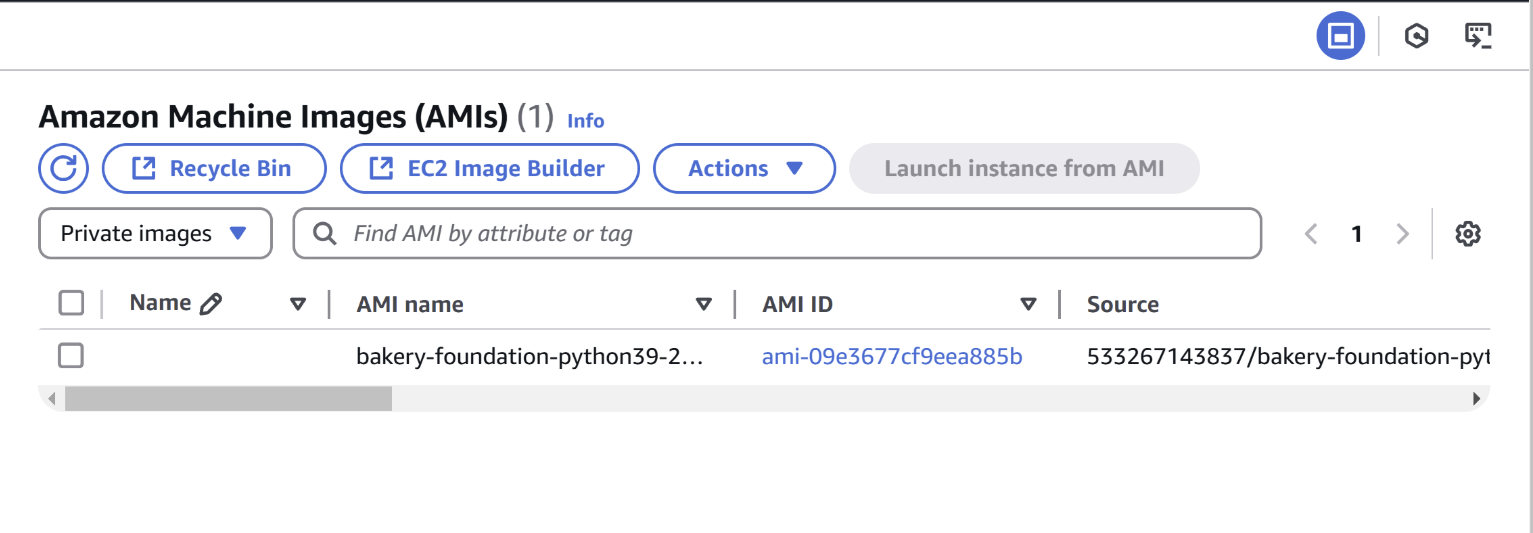 Amazon Machine Images (AMIs) (1) Info
Recycle Bin EC2 Image Builder Actions Launch instance from AMI
Private images Find AMI by attribute or tag 1
Name AMI name AMI ID Source
bakery-foundation-python39-2... ami-09e3677cf9eea885b 533267143837/bakery-foundation-pyt